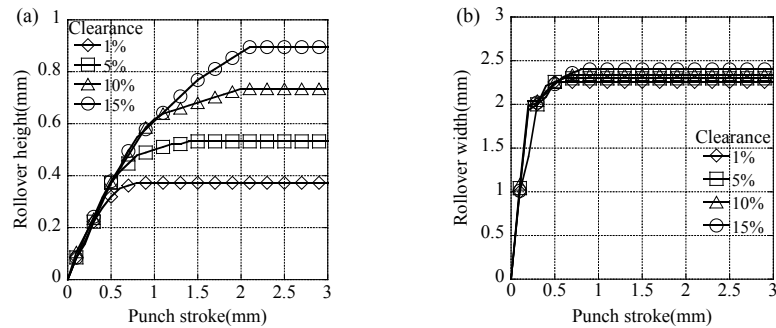 (a)
Clearance
1%
5%
10%
15%
1
0.8
0.6
0.4
0.2
0
Rollover height(mm)
0 0.5 1 1.5 2 2.5 3
Punch stroke(mm)
(b)
3
2.5
2
1.5
1
0.5
0
Rollover width(mm)
Clearance
1%
5%
10%
15%
0 0.5 1 1.5 2 2.5 3
Punch stroke(mm)